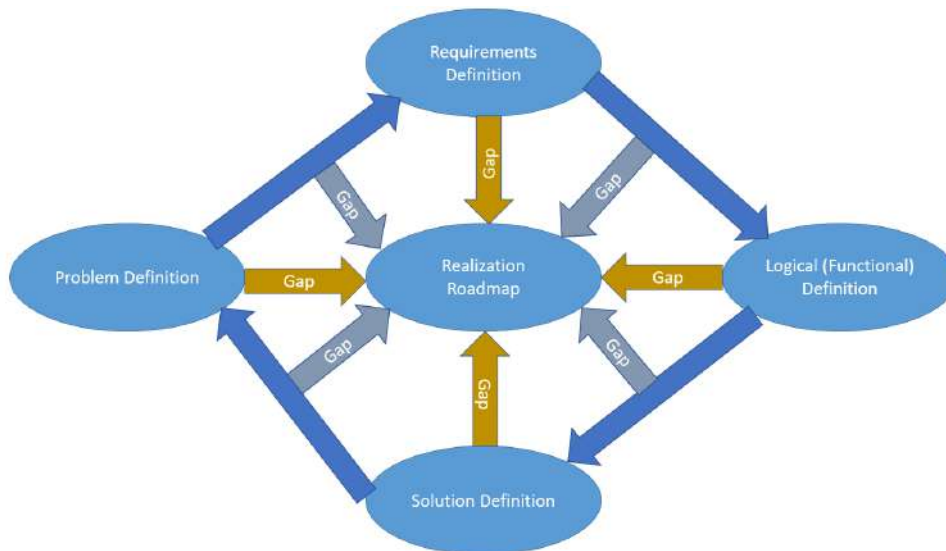 Requirements
Definition
Gap
Gap
Gap
Problem Definition
Gap
Realization
Roadmap
Gap
Logical (Functional)
Definition
Gap
Gap
Gap
Solution Definition